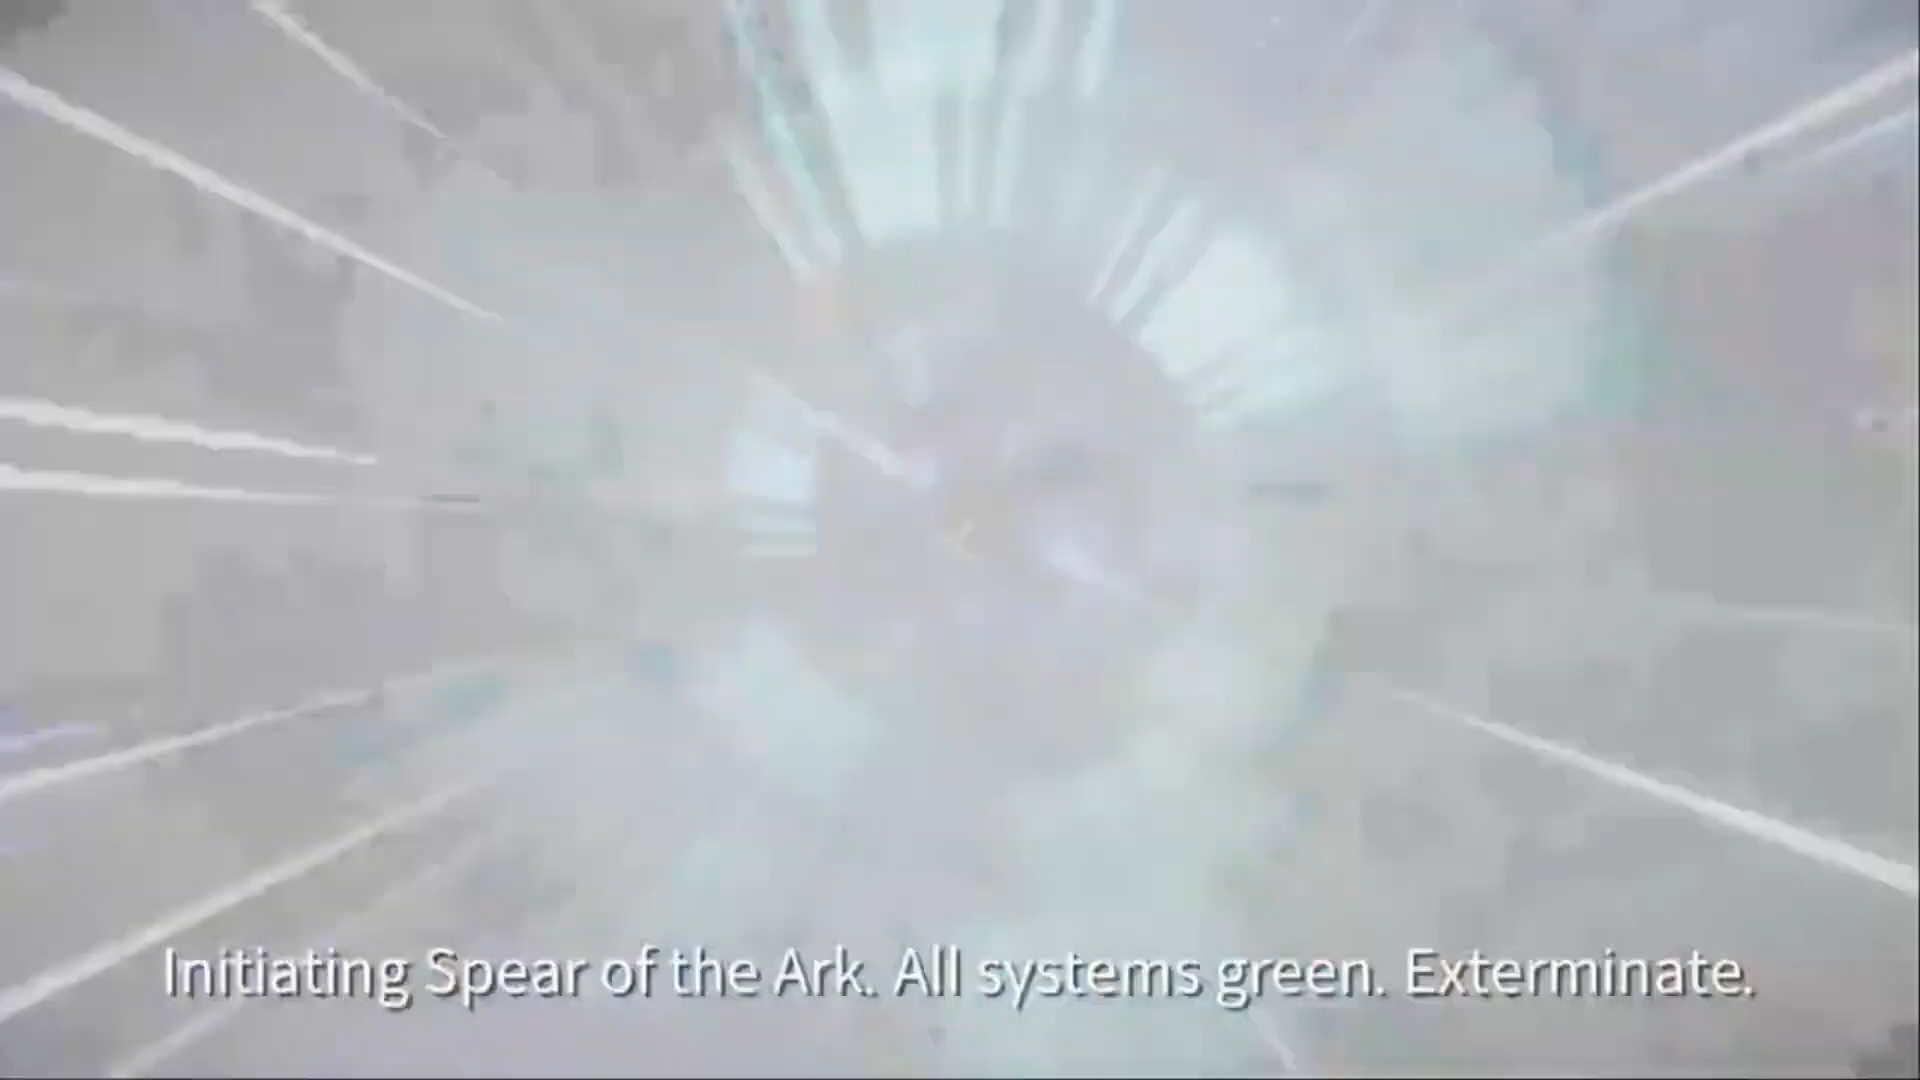 Initiating Spear of the Ark. All systems green. Exterminate.